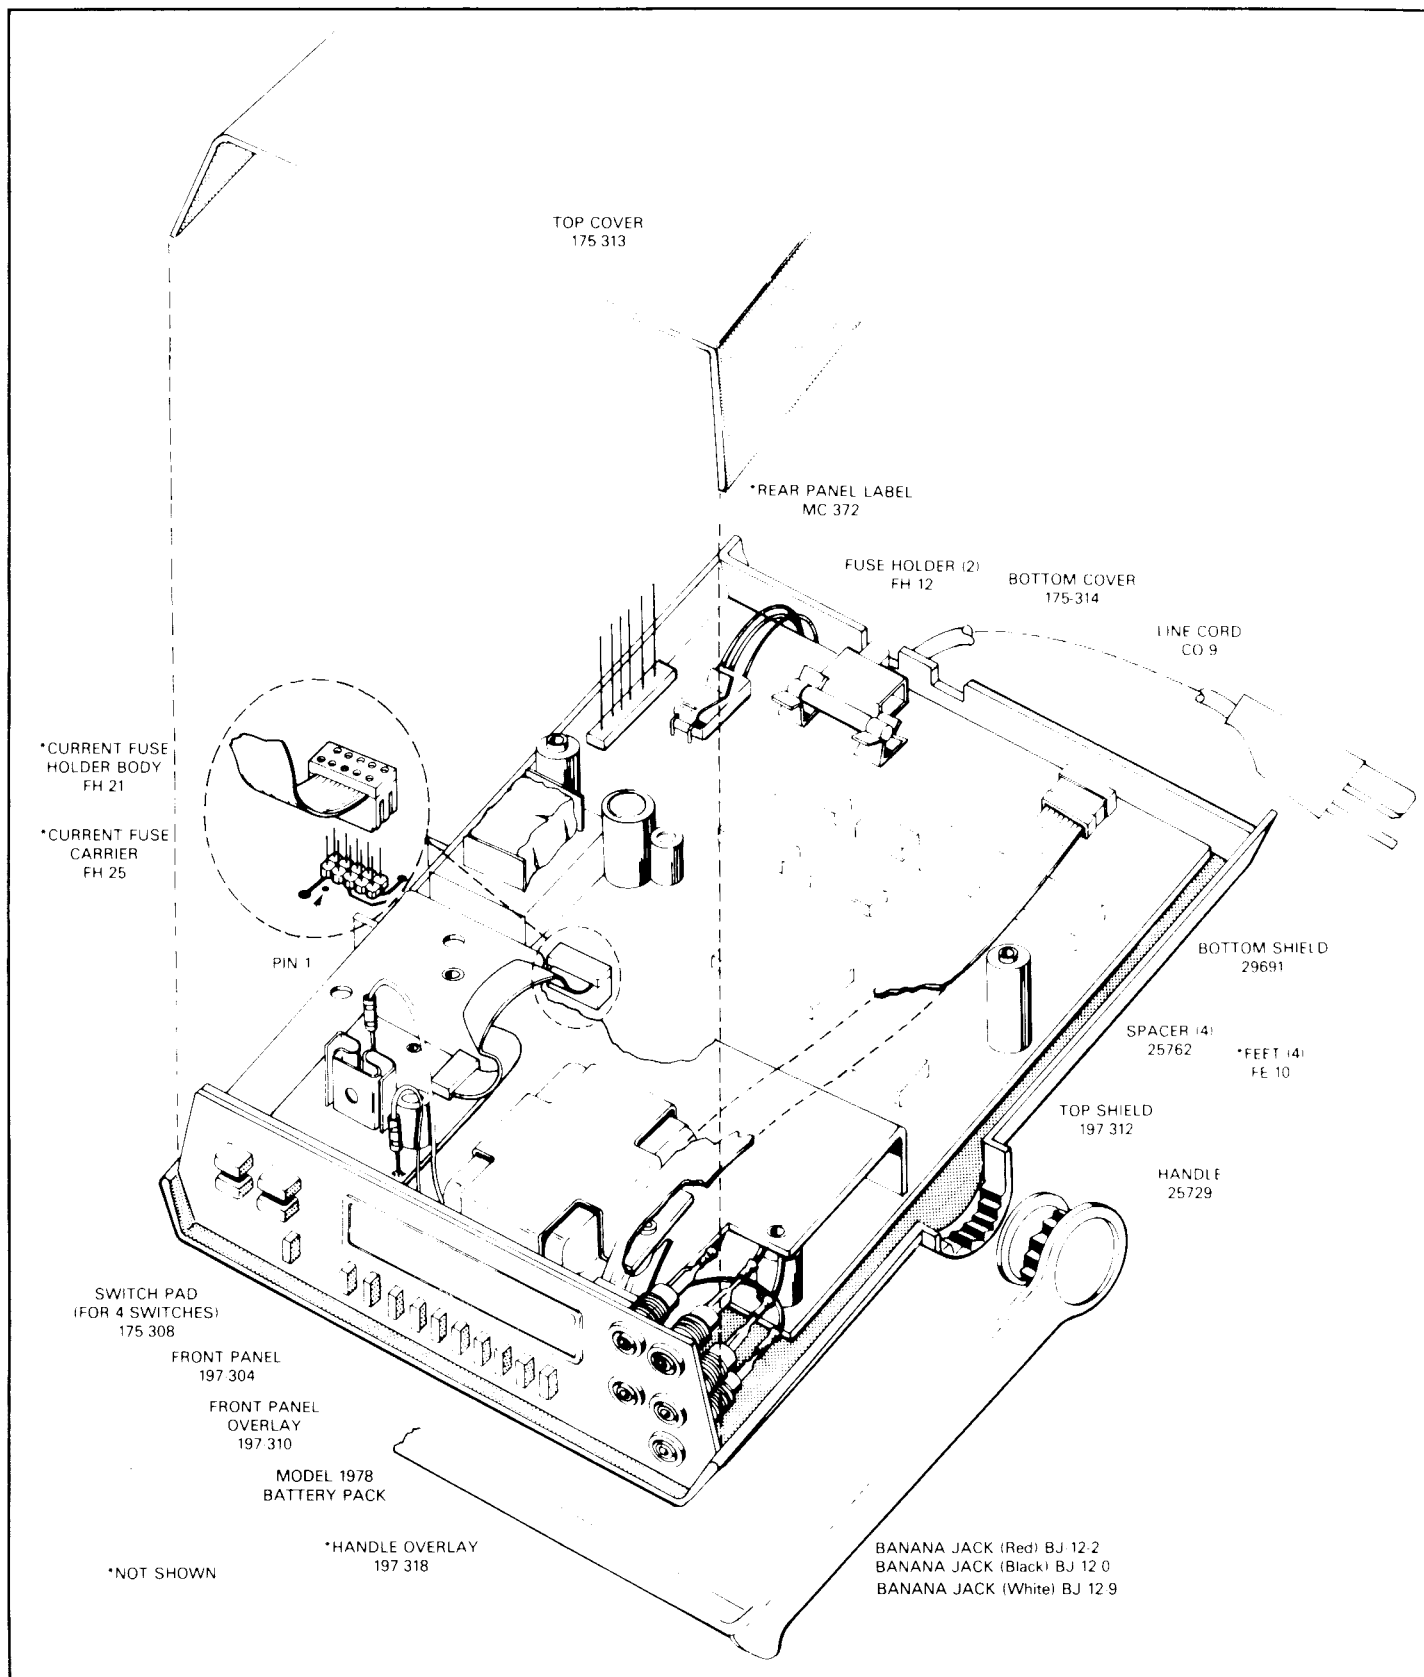 TOP COVER
175 313
*REAR PANEL LABEL
MC 372
FUSE HOLDER (2)
FH 12
BOTTOM COVER
175-314
LINE CORD
CO 9
*CURRENT FUSE
HOLDER BODY
FH 21
*CURRENT FUSE
CARRIER
FH 25
PIN 1
BOTTOM SHIELD
29691
SPACER (4)
25762
*FEET (4)
FE 10
TOP SHIELD
197 312
HANDLE
25729
SWITCH PAD
(FOR 4 SWITCHES)
175 308
FRONT PANEL
197 304
FRONT PANEL
OVERLAY
197-310
MODEL 1978
BATTERY PACK
*HANDLE OVERLAY
197 318
*NOT SHOWN
BANANA JACK (Red) BJ-12-2
BANANA JACK (Black) BJ 12 0
BANANA JACK (White) BJ 12 9